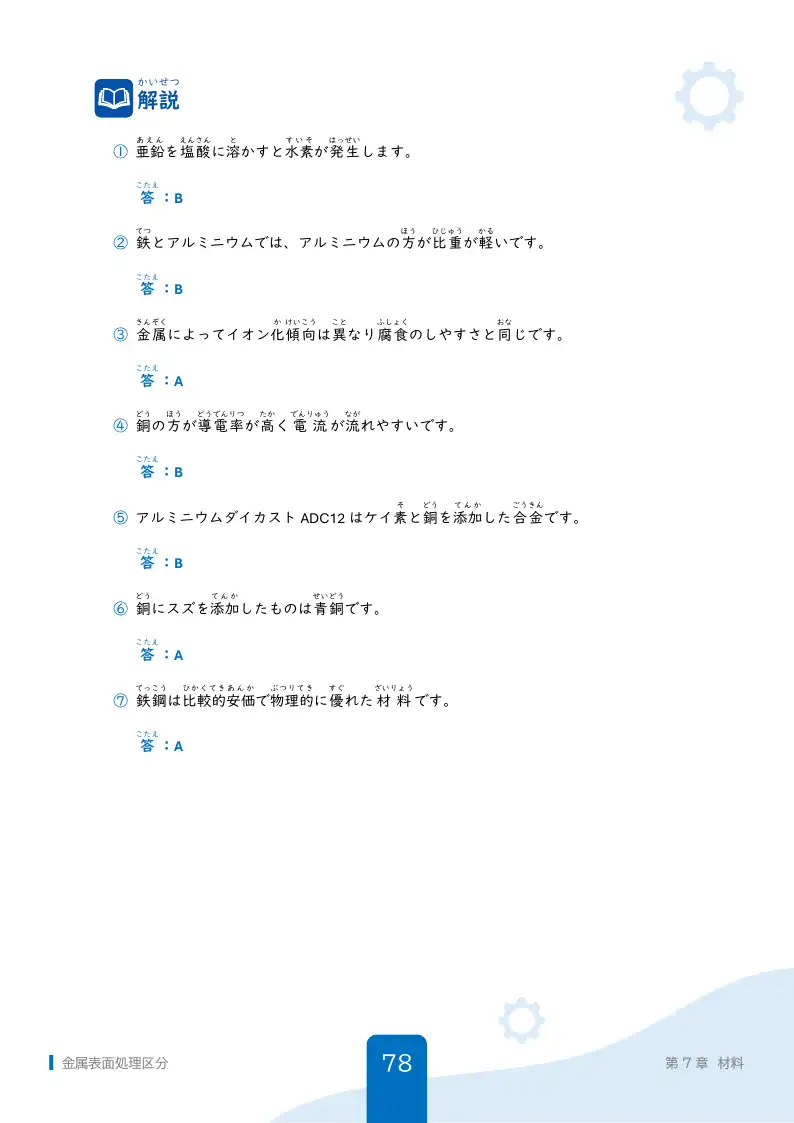 かいせつ
解説
あえん えんさん と すいそ はっせい
① 亜鉛を塩酸に溶かすと水素が発生します。
こたえ
答：B
てつ ほう ひじゅう かる
② 鉄とアルミニウムでは、アルミニウムの方が比重が軽いです。
こたえ
答：B
きんぞく か けいこう こと ふしょく おな
③ 金属によってイオン化傾向は異なり腐食のしやすさと同じです。
こたえ
答：A
どう ほう どうでんりつ たか でんりゅう なが
④ 銅の方が導電率が高く電流が流れやすいです。
こたえ
答：B
そ どう てんか ごうきん
⑤ アルミニウムダイカスト ADC12 はケイ素と銅を添加した合金です。
こたえ
答：B
どう てんか せいどう
⑥ 銅にスズを添加したものは青銅です。
こたえ
答：A
てっこう ひかくてきあんか ぶつりてき すぐ ざいりょう
⑦ 鉄鋼は比較的安価で物理的に優れた材料です。
こたえ
答：A
金属表面処理区分 78 第 7 章 材料